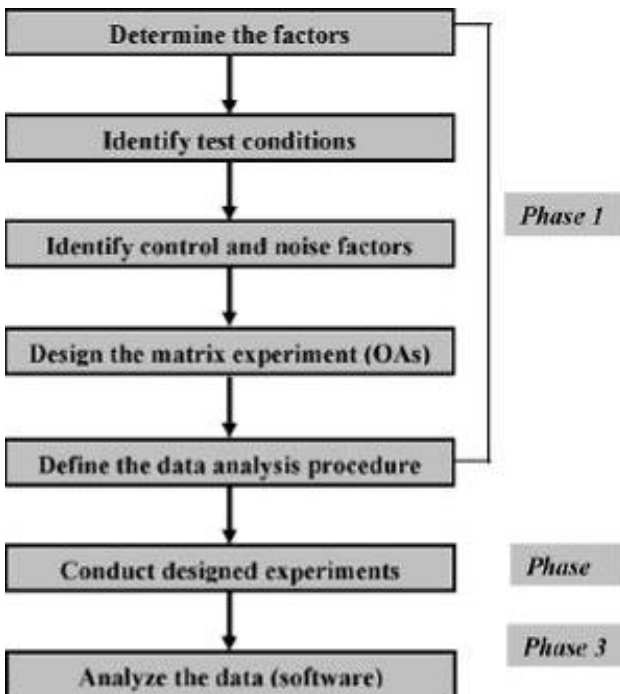 Determine the factors
Identify test conditions
Identify control and noise factors
Phase 1
Design the matrix experiment (OAs)
Define the data analysis procedure
Conduct designed experiments
Phase
Phase 3
Analyze the data (software)